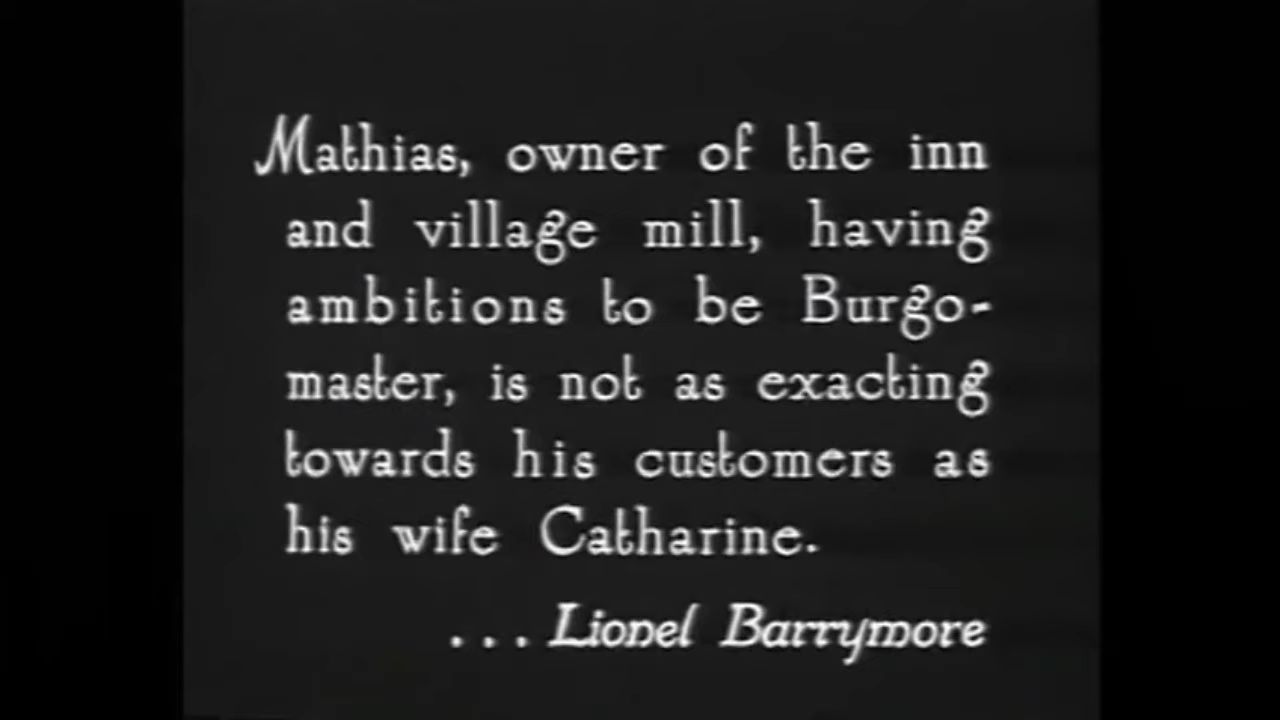 Mathias, owner of the inn
and village mill, having
ambitions to be Burgo-
master, is not as exacting
towards his customers as
his wife Catharine.
... Lionel Barrymore